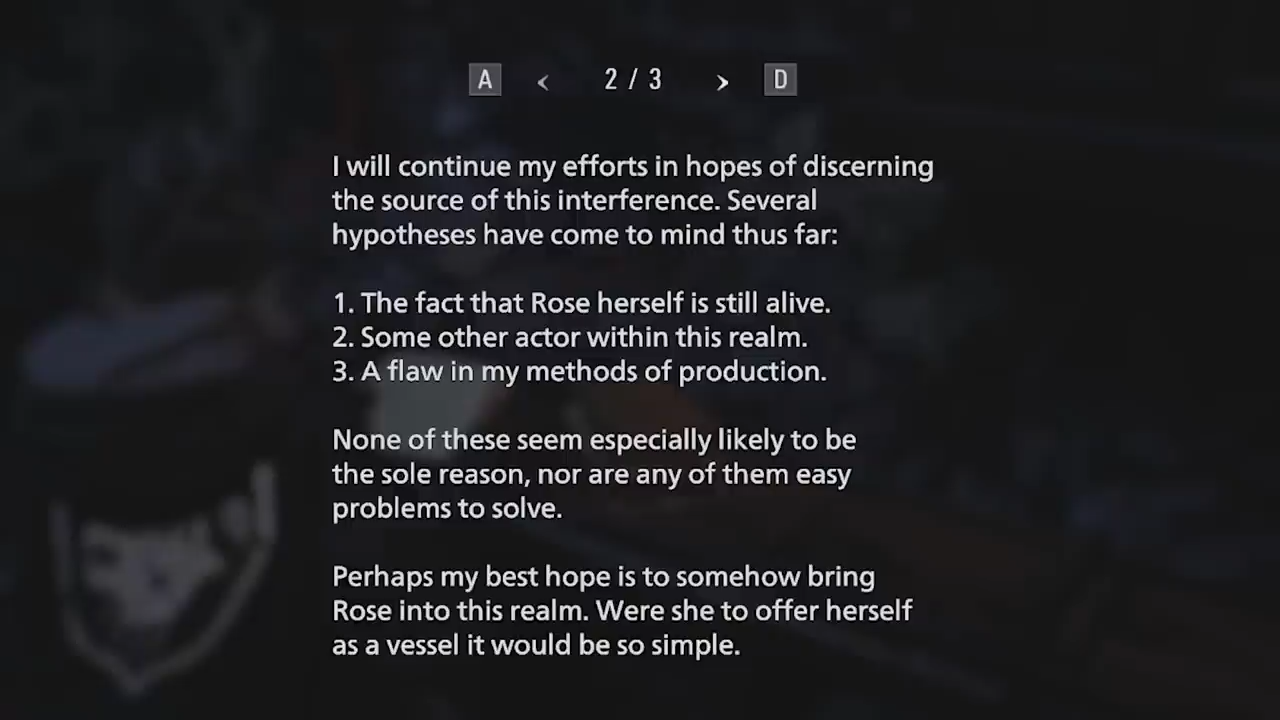 A < 2 / 3 > D
I will continue my efforts in hopes of discerning
the source of this interference. Several
hypotheses have come to mind thus far:
1. The fact that Rose herself is still alive.
2. Some other actor within this realm.
3. A flaw in my methods of production.
None of these seem especially likely to be
the sole reason, nor are any of them easy
problems to solve.
Perhaps my best hope is to somehow bring
Rose into this realm. Were she to offer herself
as a vessel it would be so simple.